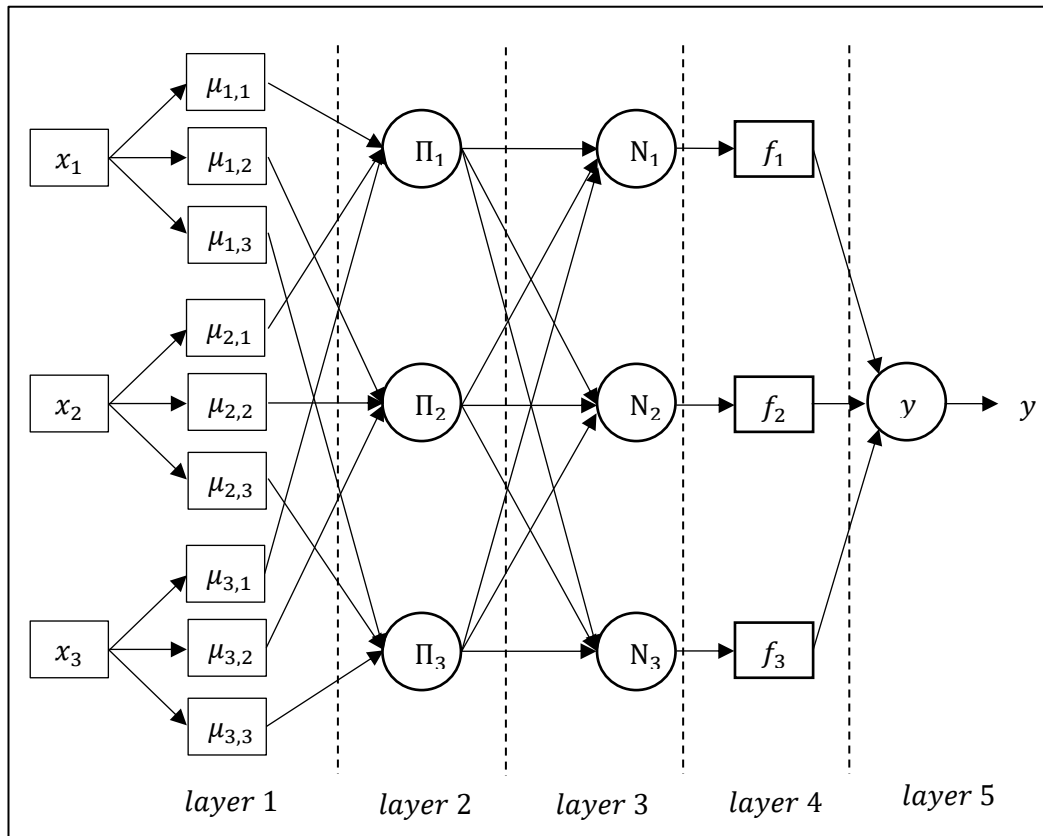 x₁
μ₁,₁
μ₁,₂
μ₁,₃
x₂
μ₂,₁
μ₂,₂
μ₂,₃
x₃
μ₃,₁
μ₃,₂
μ₃,₃
Π₁
Π₂
Π₃
N₁
N₂
N₃
f₁
f₂
f₃
y
y
layer 1
layer 2
layer 3
layer 4
layer 5